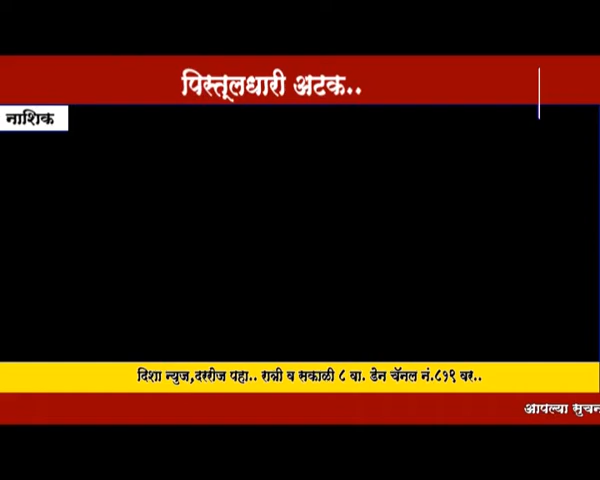 पिस्तूलधारी अटक..
नाशिक
दिशा न्युज,दररोज पहा.. रात्री व सकाळी ८ वा. डेन चॅनल नं.८१९ वर..
आपल्या सुचन